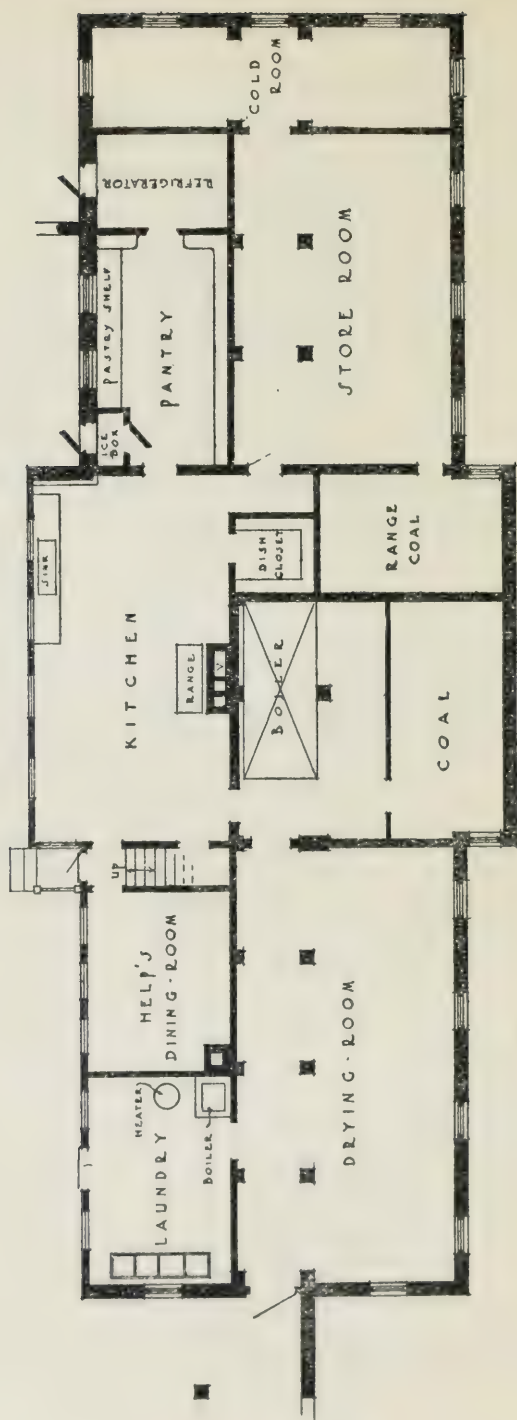 COLD
ROOM
REFRIGERATOR
PASTRY SHELF
PANTRY
ICE
BOX
STORE ROOM
SINK
KITCHEN
RANGE
DISH
CLOSET
RANGE
COAL
BOILER
COAL
UP
HELP'S
DINING-ROOM
HEATER
BOILER
LAUNDRY
DRYING-ROOM